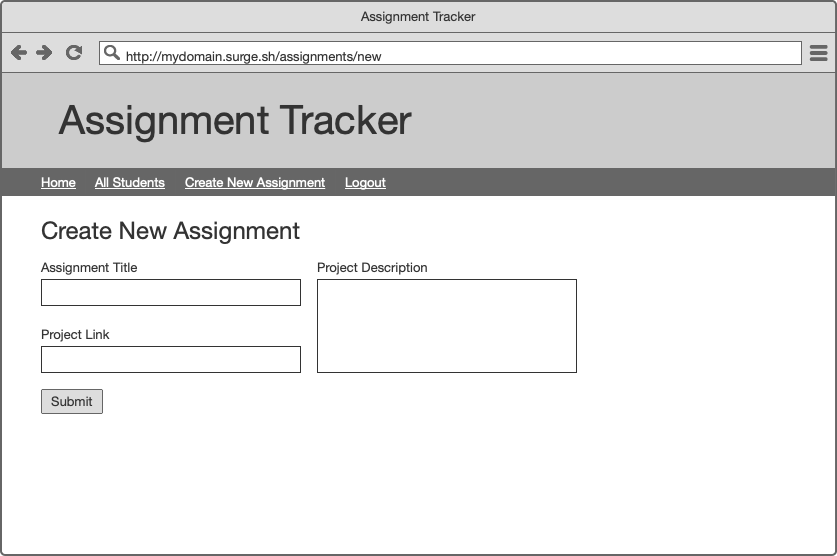 Assignment Tracker
http://mydomain.surge.sh/assignments/new
Assignment Tracker
Home All Students Create New Assignment Logout
Create New Assignment
Assignment Title Project Description
Project Link
Submit